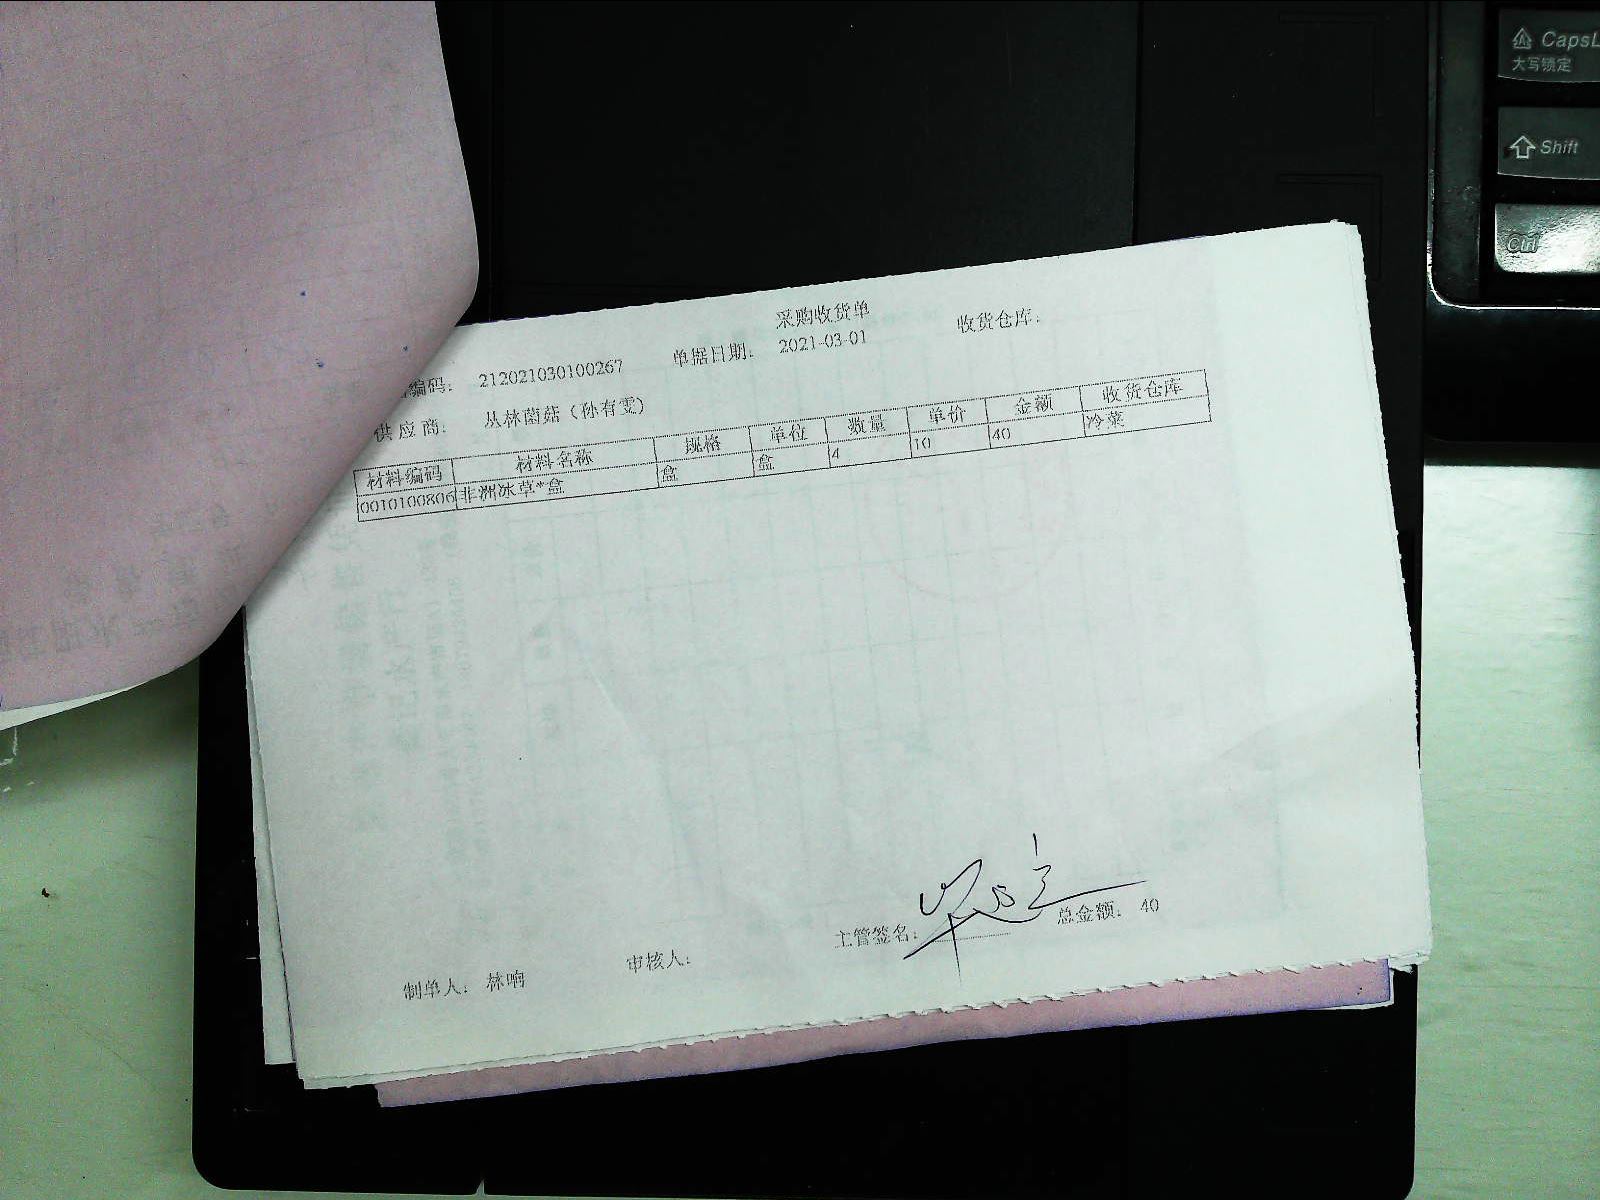 采购收货单
编码： 212021030100267 单据日期： 2021-03-01 收货仓库：
供应商： 丛林菌菇（孙有雯）
材料编码 材料名称 规格 单位 数量 单价 金额 收货仓库
0010100806 非洲冰草*盒 盒 盒 4 10 40 冷菜
主管签名： 总金额： 40
制单人： 林响 审核人：
CapsL
大写锁定
Shift
Ctrl